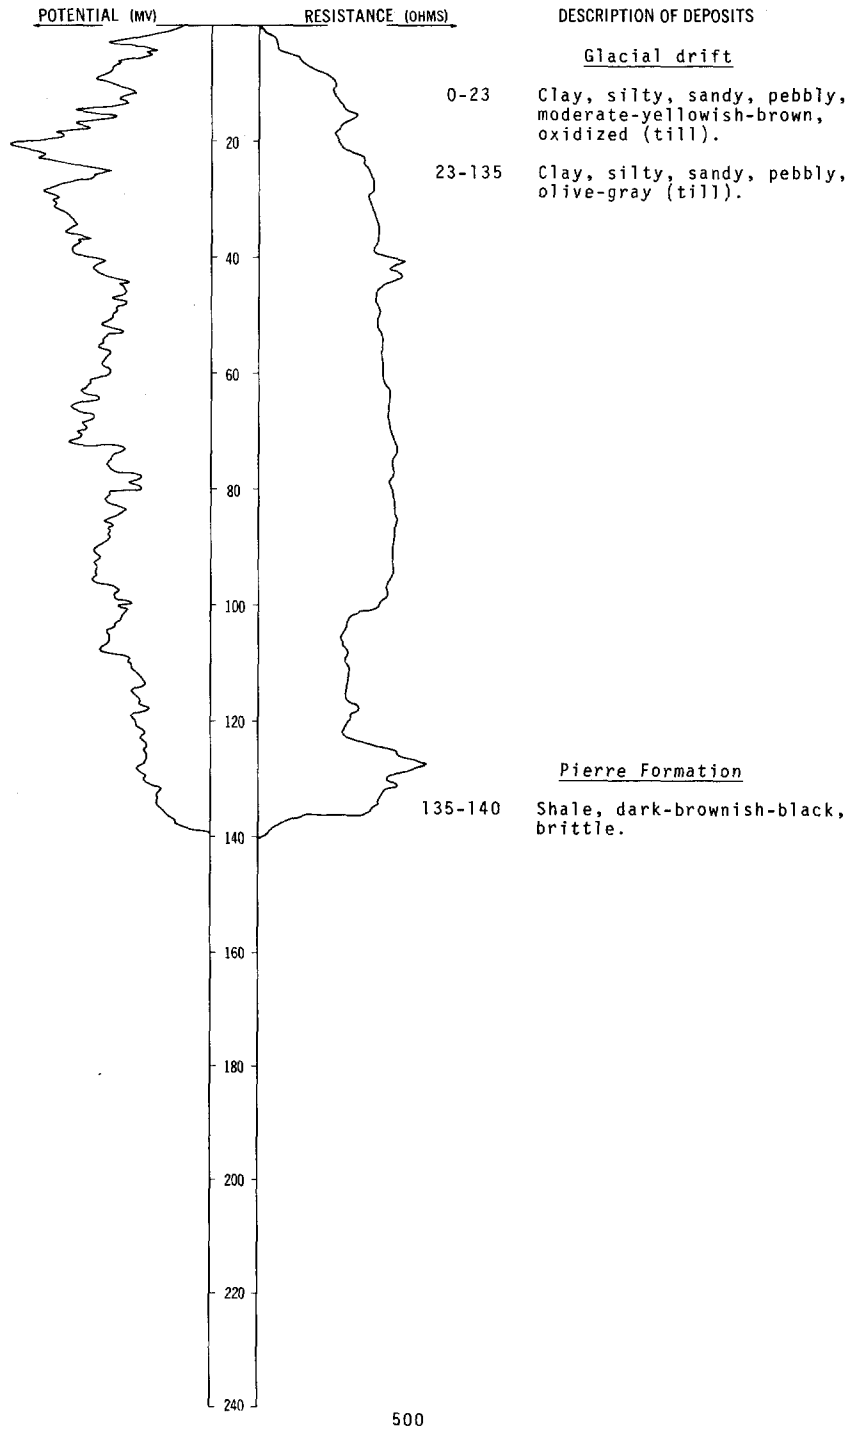 POTENTIAL (MV) RESISTANCE (OHMS) DESCRIPTION OF DEPOSITS
Glacial drift
0-23 Clay, silty, sandy, pebbly,
moderate-yellowish-brown,
oxidized (till).
20
23-135 Clay, silty, sandy, pebbly,
olive-gray (till).
40
60
80
100
120
Pierre Formation
135-140 Shale, dark-brownish-black,
brittle.
140
160
180
200
220
240
500